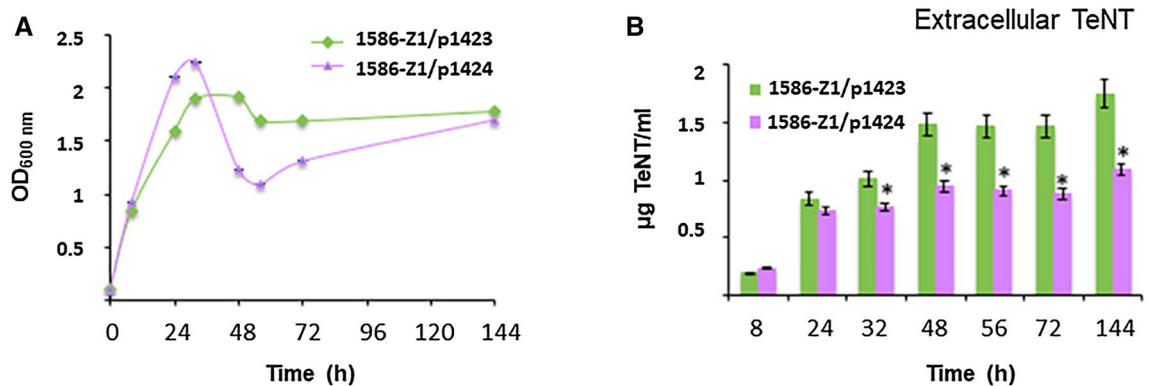 A
2.5
2
1.5
1
0.5
OD600 nm
1586-Z1/p1423
1586-Z1/p1424
0 24 48 72 96 120 144
Time (h)
B
Extracellular TeNT
2
1.5
1
0.5
µg TeNT/ml
1586-Z1/p1423
1586-Z1/p1424
* * * * * *
8 24 32 48 56 72 144
Time (h)